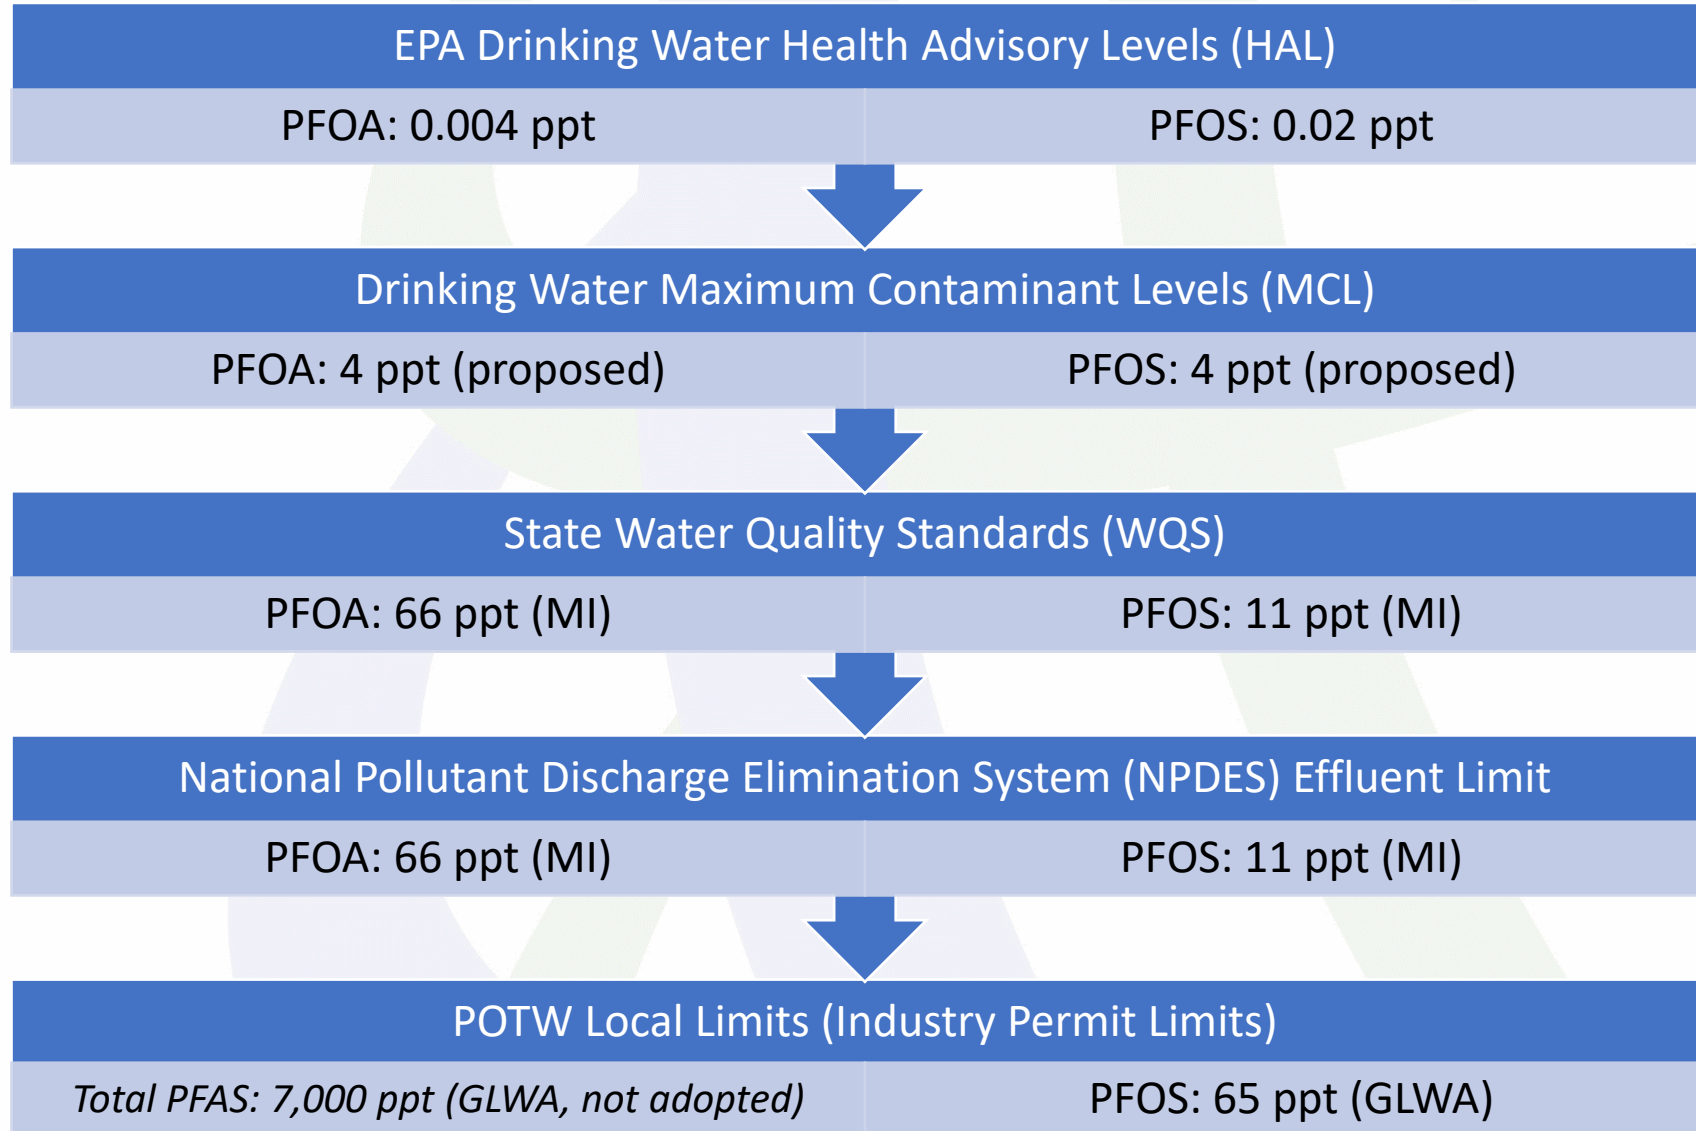 EPA Drinking Water Health Advisory Levels (HAL)
PFOA: 0.004 ppt
PFOS: 0.02 ppt
Drinking Water Maximum Contaminant Levels (MCL)
PFOA: 4 ppt (proposed)
PFOS: 4 ppt (proposed)
State Water Quality Standards (WQS)
PFOA: 66 ppt (MI)
PFOS: 11 ppt (MI)
National Pollutant Discharge Elimination System (NPDES) Effluent Limit
PFOA: 66 ppt (MI)
PFOS: 11 ppt (MI)
POTW Local Limits (Industry Permit Limits)
Total PFAS: 7,000 ppt (GLWA, not adopted)
PFOS: 65 ppt (GLWA)